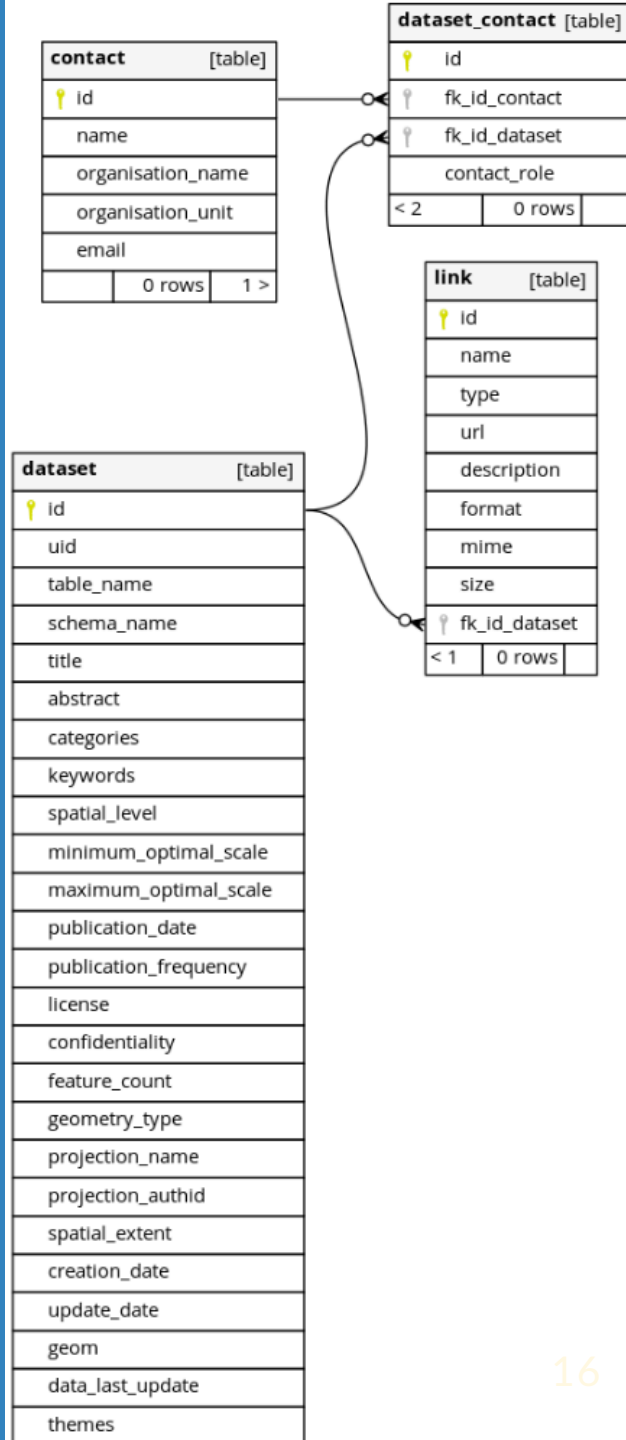 contact [table]
id
name
organisation_name
organisation_unit
email
0 rows 1 >
dataset_contact [table]
id
fk_id_contact
fk_id_dataset
contact_role
< 2 0 rows
link [table]
id
name
type
url
description
format
mime
size
fk_id_dataset
< 1 0 rows
dataset [table]
id
uid
table_name
schema_name
title
abstract
categories
keywords
spatial_level
minimum_optimal_scale
maximum_optimal_scale
publication_date
publication_frequency
license
confidentiality
feature_count
geometry_type
projection_name
projection_authid
spatial_extent
creation_date
update_date
geom
data_last_update
themes
16